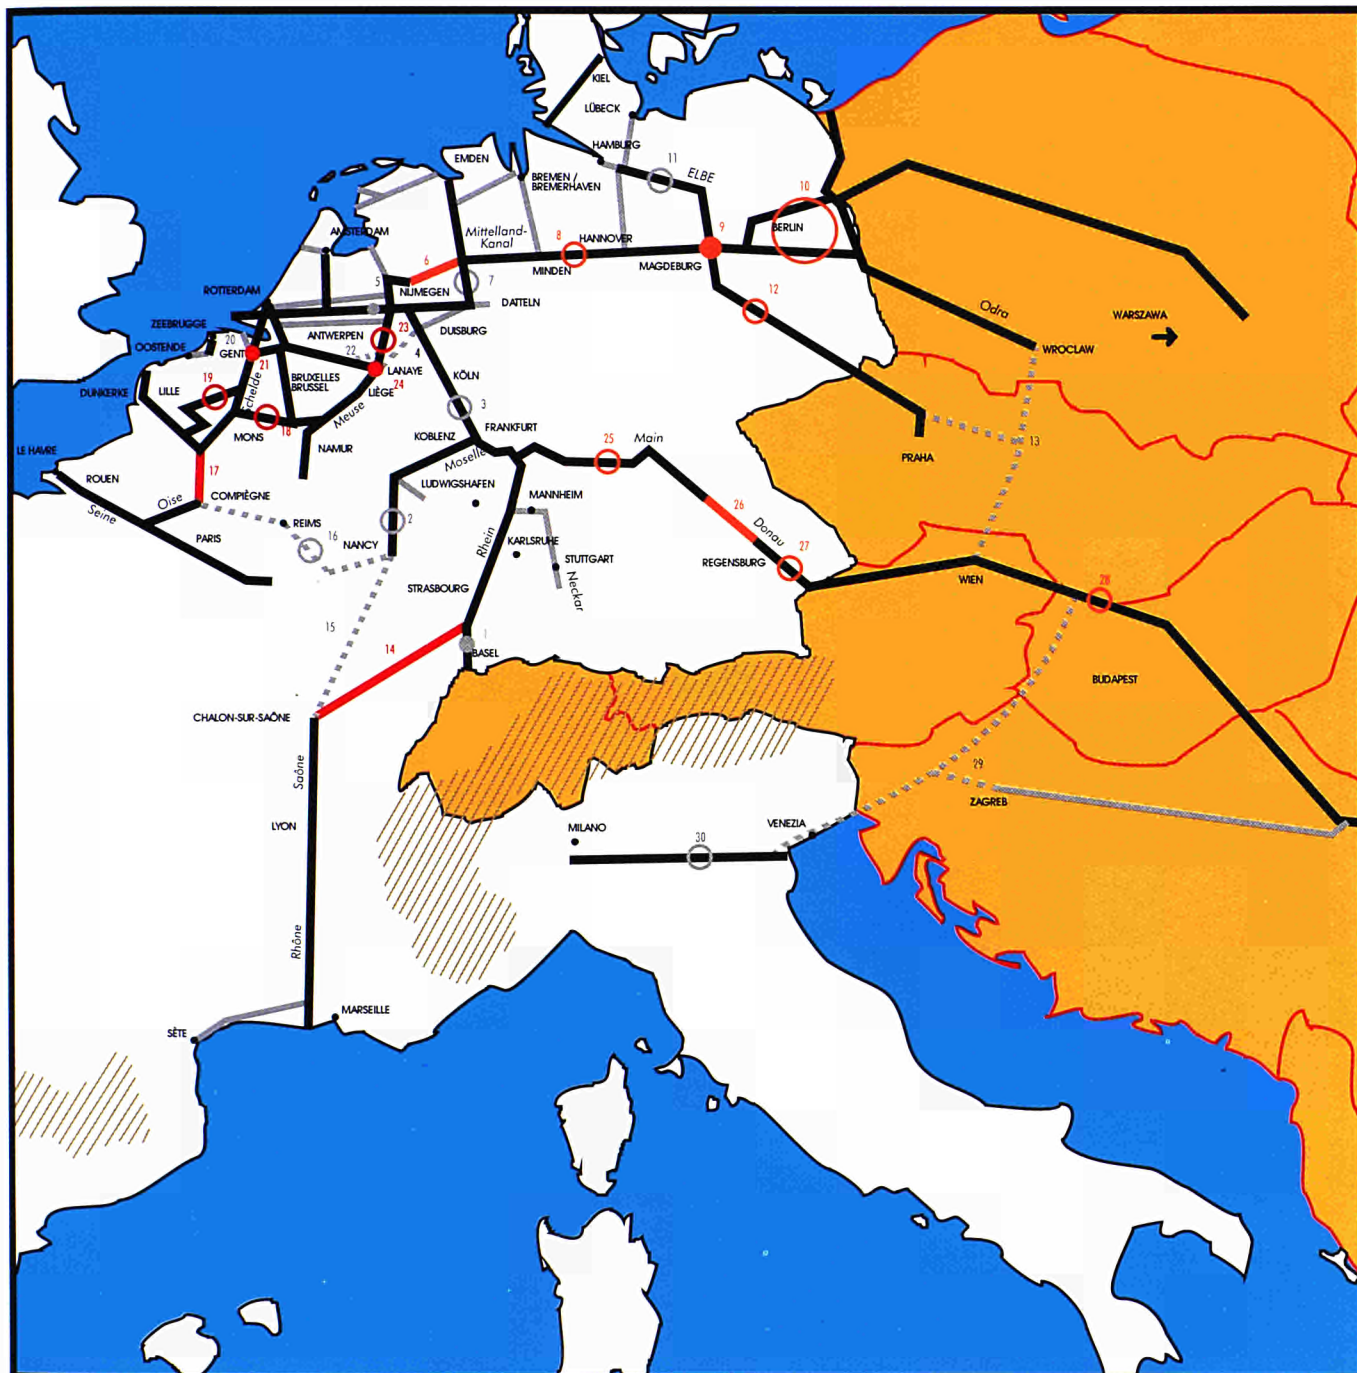 KIEL
LÜBECK
HAMBURG
11
ELBE
EMDEN
BREMEN /
BREMERHAVEN
10
BERLIN
AMSTERDAM
Mittelland-
Kanal
8
HANNOVER
9
MINDEN
MAGDEBURG
6
5
7
12
ROTTERDAM
NIJMEGEN
DATTELN
Odra
WARSZAWA
ZEEBRUGGE
ANTWERPEN
23
DUISBURG
OOSTENDE
20
GENT
21
22
4
WROCLAW
LANAYE
24
KÖLN
DUNKERKE
LILLE
19
Schelde
BRUXELLES
BRUSSEL
LIÈGE
Meuse
3
18
MONS
NAMUR
KOBLENZ
FRANKFURT
25
Main
13
PRAHA
LE HAVRE
17
Moselle
ROUEN
Oise
COMPIÈGNE
LUDWIGSHAFEN
MANNHEIM
26
Seine
REIMS
2
Donau
PARIS
16
NANCY
Rhein
KARLSRUHE
27
STUTTGART
REGENSBURG
WIEN
28
STRASBOURG
Neckar
15
1
14
BASEL
BUDAPEST
CHALON-SUR-SAÔNE
Saône
29
ZAGREB
LYON
MILANO
VENEZIA
30
Rhône
MARSEILLE
SÈTE